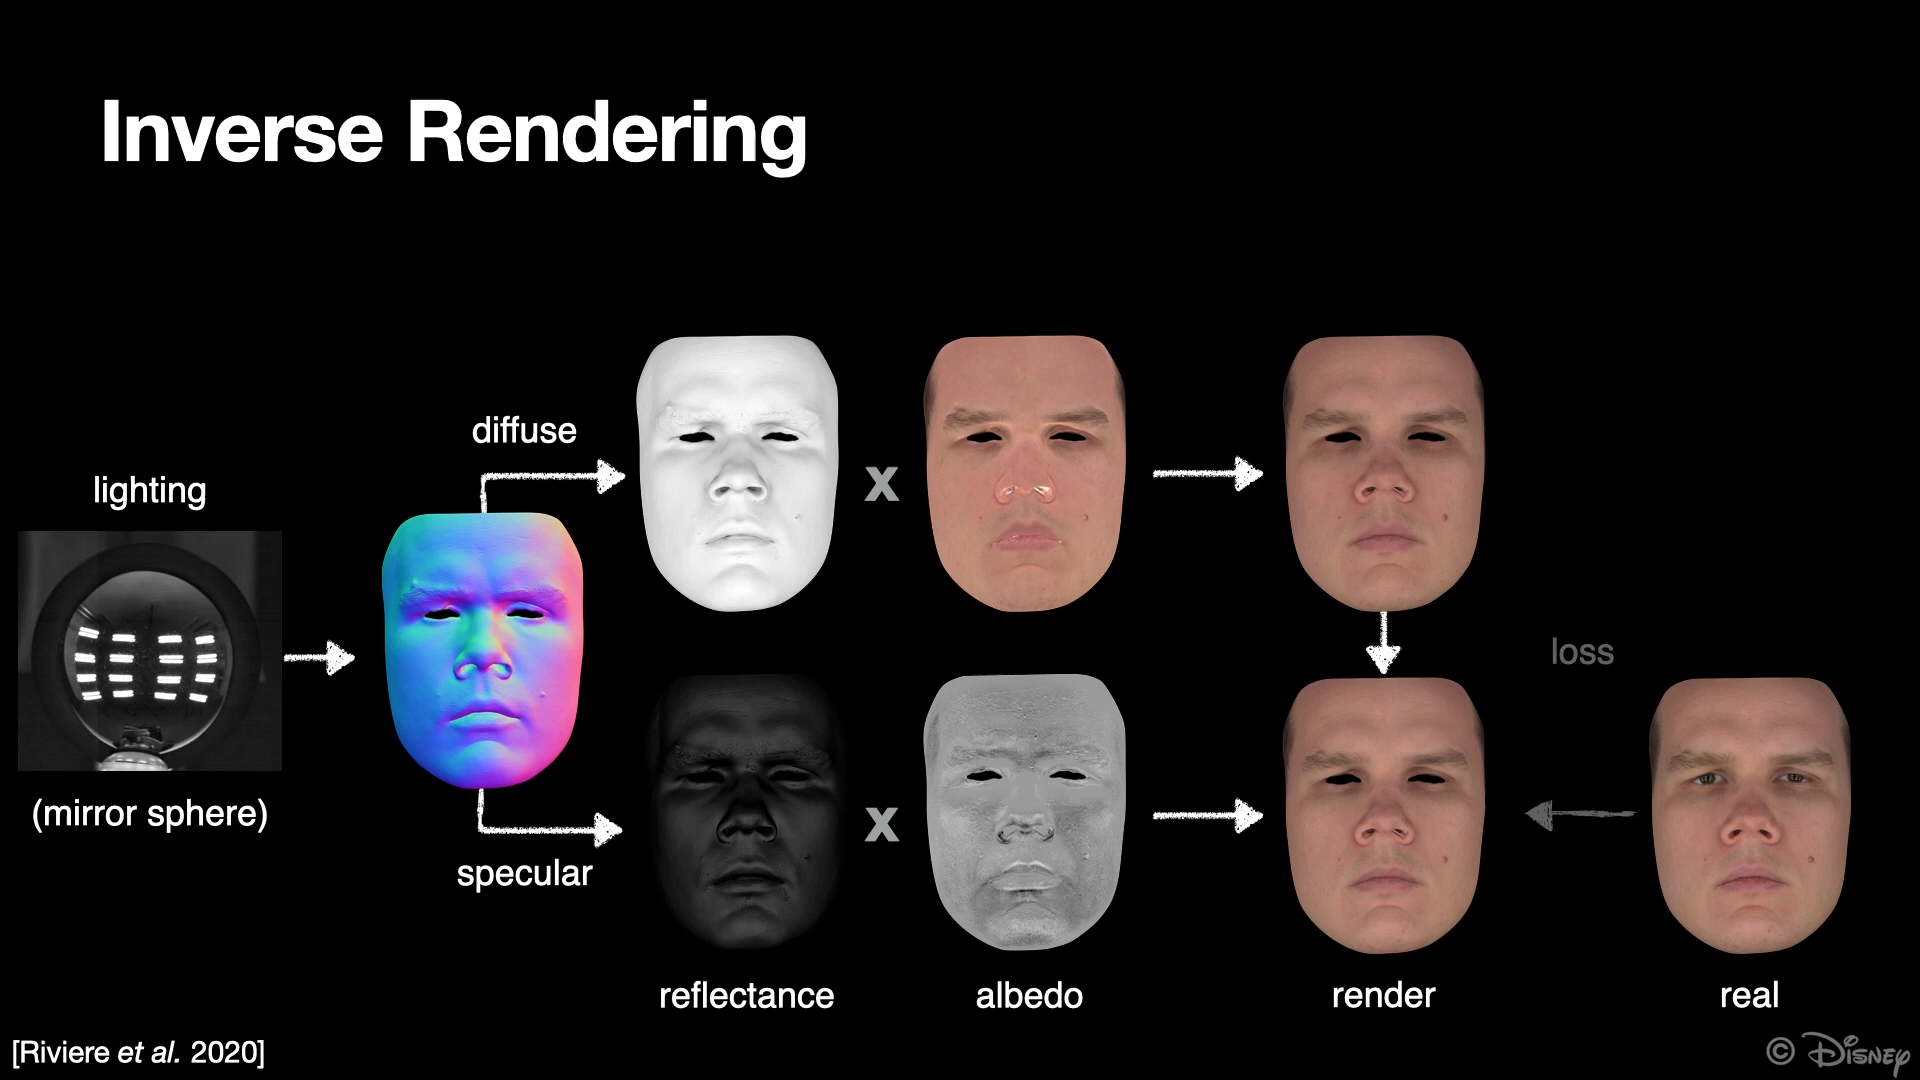 Inverse Rendering
diffuse
lighting
x
loss
(mirror sphere)
x
specular
reflectance
albedo
render
real
[Riviere et al. 2020]
© Disney